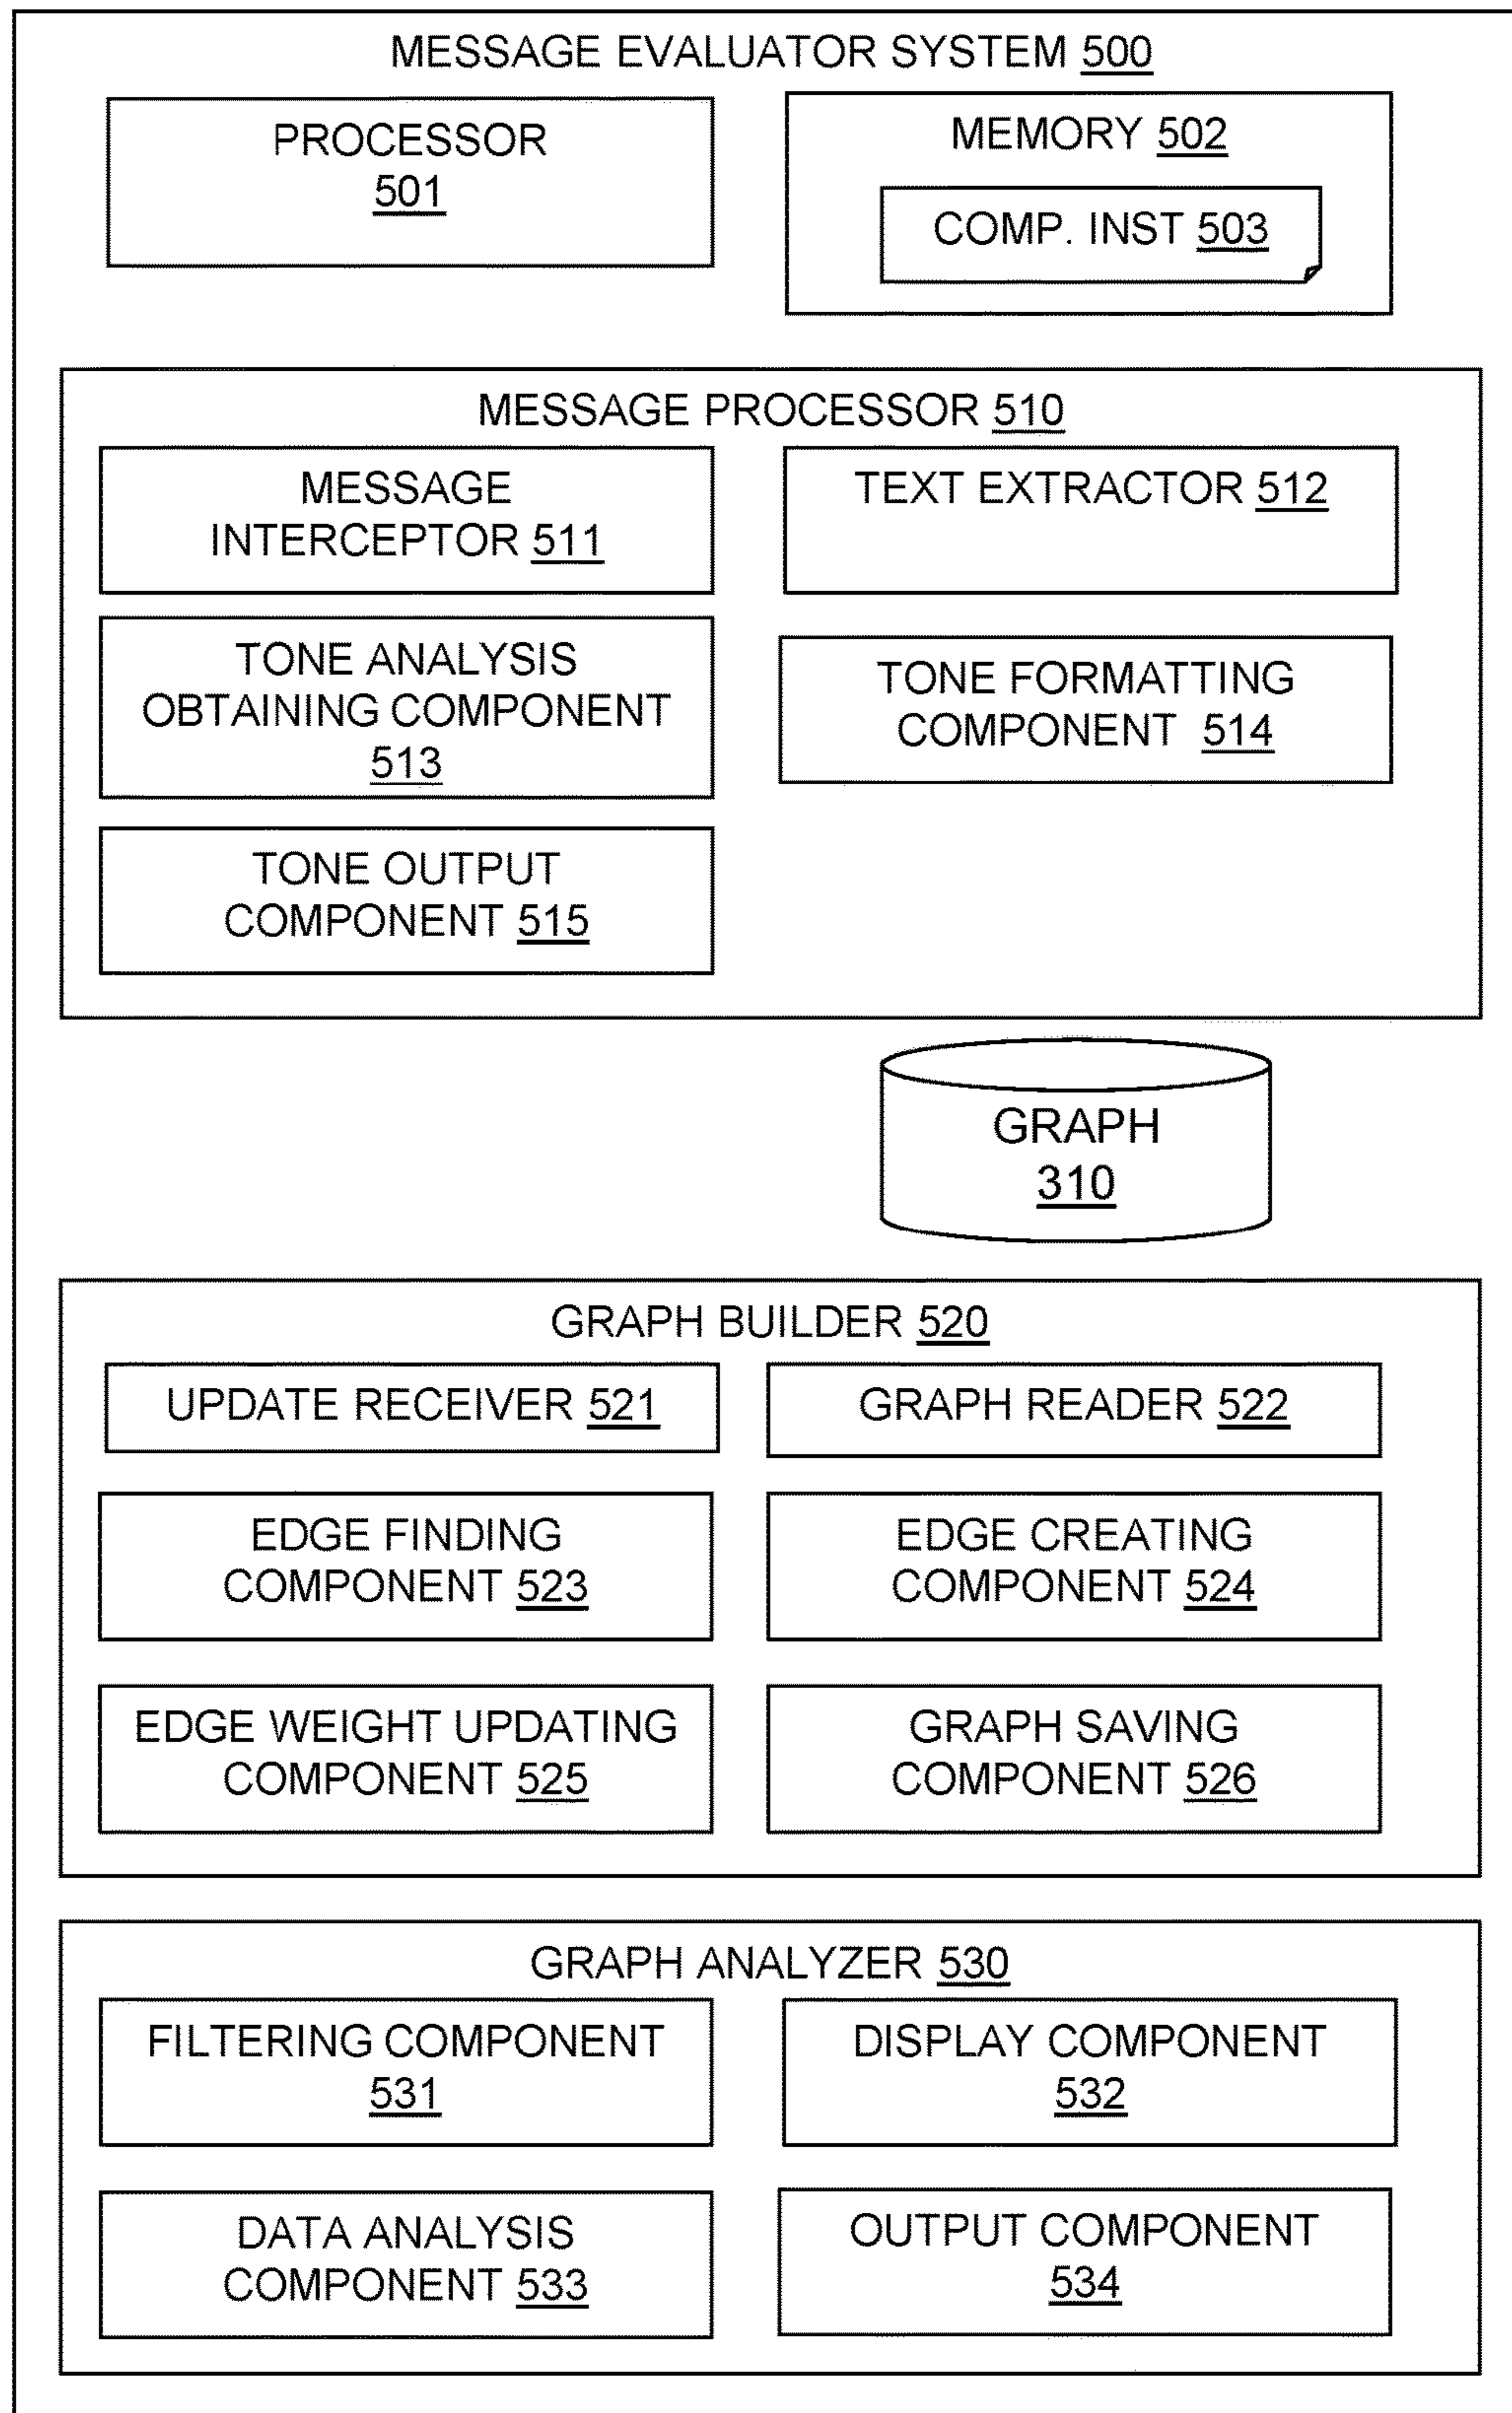 MESSAGE EVALUATOR SYSTEM 500
PROCESSOR
501
MEMORY 502
COMP. INST 503
MESSAGE PROCESSOR 510
MESSAGE
INTERCEPTOR 511
TEXT EXTRACTOR 512
TONE ANALYSIS
OBTAINING COMPONENT
513
TONE FORMATTING
COMPONENT 514
TONE OUTPUT
COMPONENT 515
GRAPH
310
GRAPH BUILDER 520
UPDATE RECEIVER 521
GRAPH READER 522
EDGE FINDING
COMPONENT 523
EDGE CREATING
COMPONENT 524
EDGE WEIGHT UPDATING
COMPONENT 525
GRAPH SAVING
COMPONENT 526
GRAPH ANALYZER 530
FILTERING COMPONENT
531
DISPLAY COMPONENT
532
DATA ANALYSIS
COMPONENT 533
OUTPUT COMPONENT
534